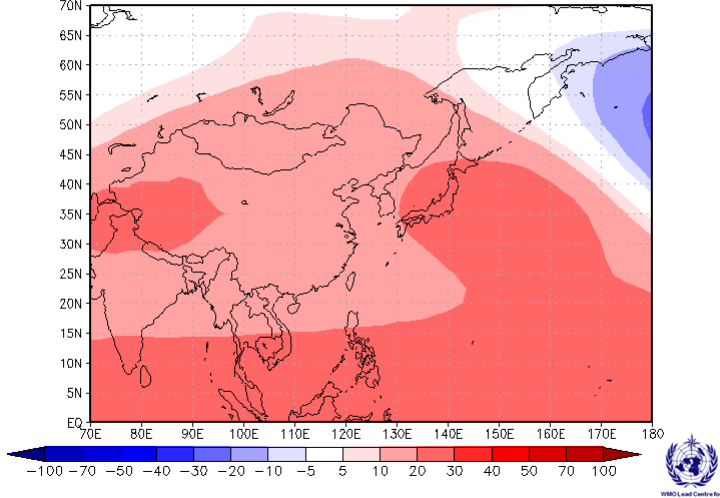 70N
65N
60N
55N
50N
45N
40N
35N
30N
25N
20N
15N
10N
5N
EQ
70E 80E 90E 100E 110E 120E 130E 140E 150E 160E 170E 180
−100 −70 −50 −40 −30 −20 −10 −5 5 10 20 30 40 50 70 100
WMO Lead Centre fo